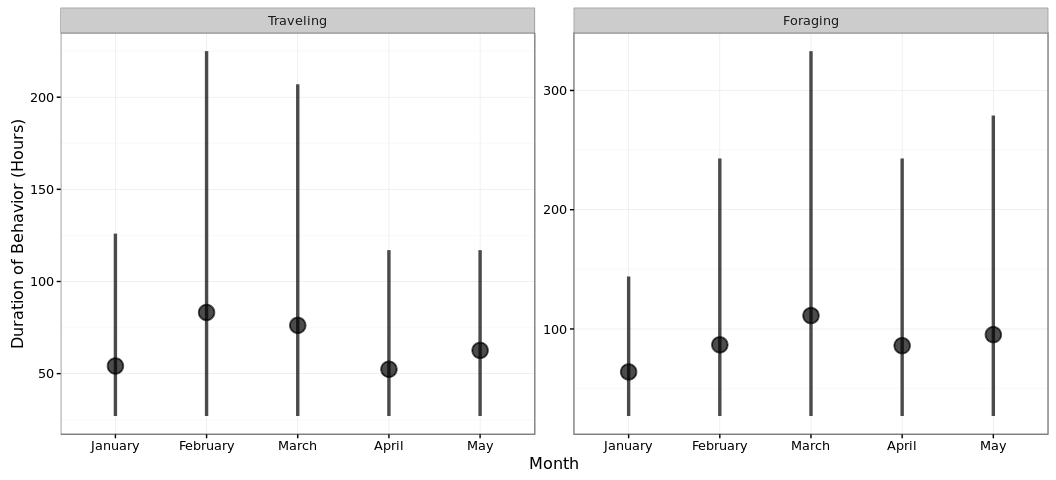 Traveling
Foraging
Duration of Behavior (Hours)
200
150
100
50
300
200
100
January February March April May
January February March April May
Month